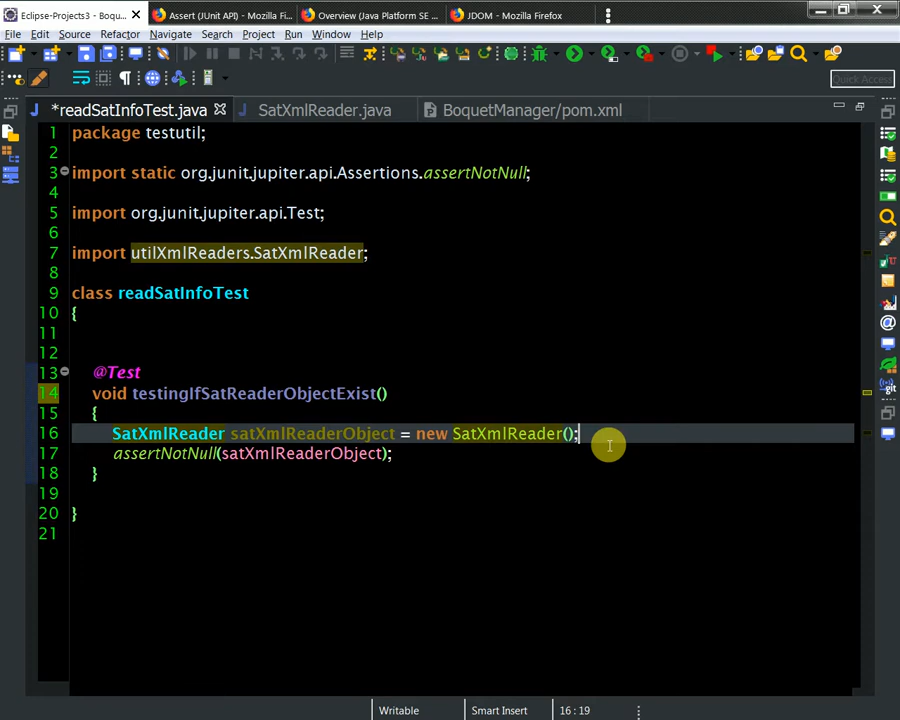 Eclipse-Projects3 - Boque...
Assert (JUnit API) - Mozilla Fi...
Overview (Java Platform SE ...
JDOM - Mozilla Firefox
File Edit Source Refactor Navigate Search Project Run Window Help
Quick Access
*readSatInfoTest.java
SatXmlReader.java
BoquetManager/pom.xml
1 package testutil;
2
3 import static org.junit.jupiter.api.Assertions.assertNotNull;
4
5 import org.junit.jupiter.api.Test;
6
7 import utilXmlReaders.SatXmlReader;
8
9 class readSatInfoTest
10 {
11
12
13 @Test
14 void testingIfSatReaderObjectExist()
15 {
16 SatXmlReader satXmlReaderObject = new SatXmlReader();
17 assertNotNull(satXmlReaderObject);
18 }
19
20 }
21
Writable
Smart Insert
16 : 19